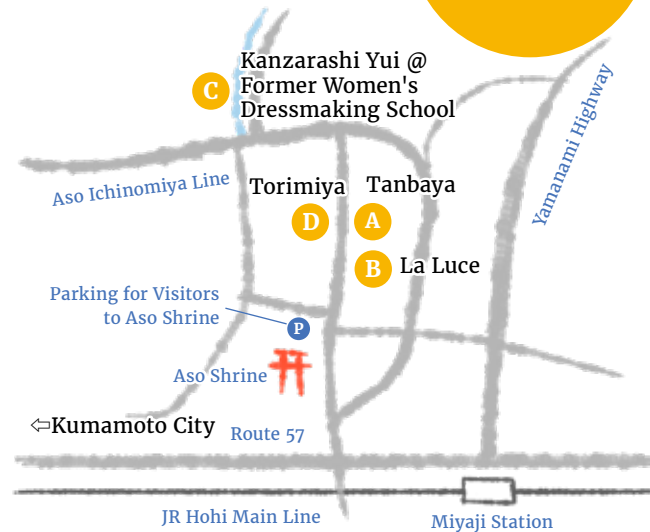 Kanzarashi Yui @
Former Women's
Dressmaking School
C
Yamanami Highway
Aso Ichinomiya Line
Torimiya
Tanbaya
D
A
B
La Luce
Parking for Visitors
to Aso Shrine
P
Aso Shrine
⇦Kumamoto City
Route 57
JR Hohi Main Line
Miyaji Station